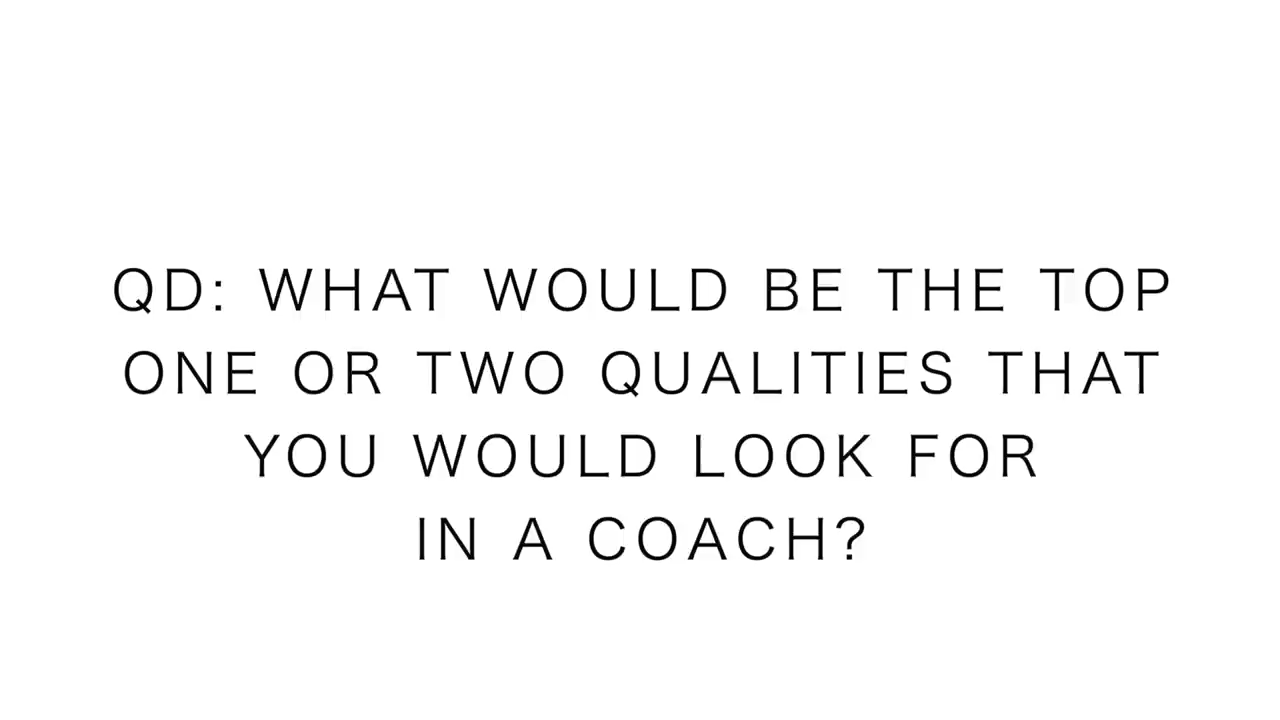 QD: WHAT WOULD BE THE TOP
ONE OR TWO QUALITIES THAT
YOU WOULD LOOK FOR
IN A COACH?